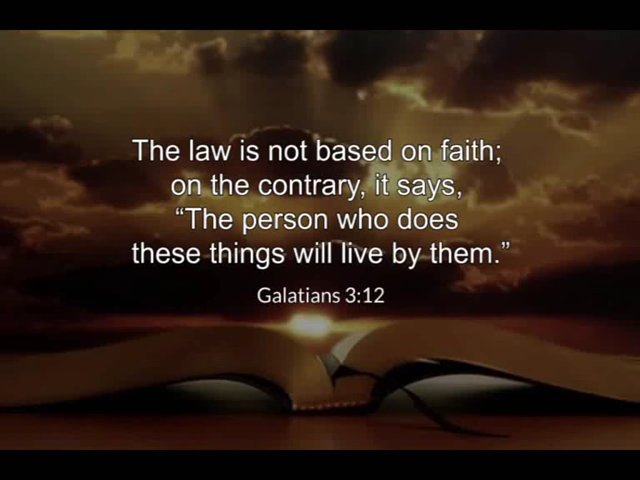 The law is not based on faith;
on the contrary, it says,
“The person who does
these things will live by them.”
Galatians 3:12